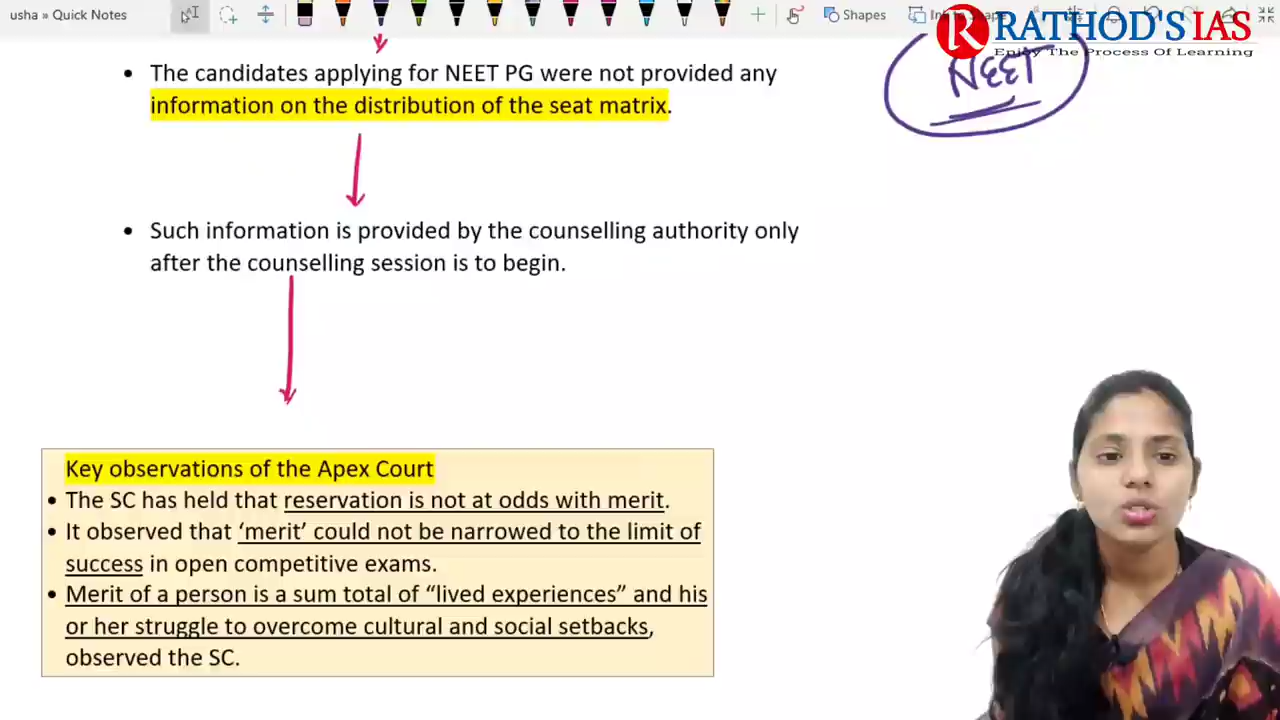 usha » Quick Notes
Shapes
RATHOD'S IAS
Enjoy The Process Of Learning
NEET
• The candidates applying for NEET PG were not provided any
information on the distribution of the seat matrix.
• Such information is provided by the counselling authority only
after the counselling session is to begin.
Key observations of the Apex Court
• The SC has held that reservation is not at odds with merit.
• It observed that ‘merit’ could not be narrowed to the limit of
success in open competitive exams.
• Merit of a person is a sum total of “lived experiences” and his
or her struggle to overcome cultural and social setbacks,
observed the SC.